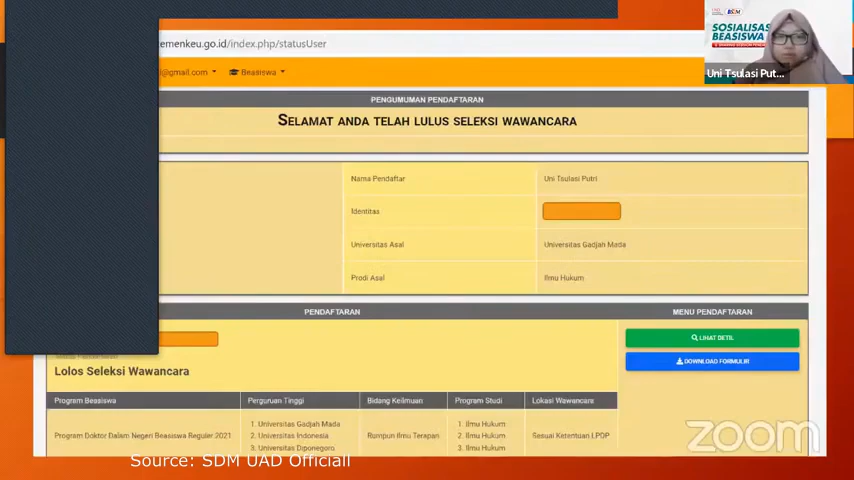 temenkeu.go.id/index.php/statusUser
SOSIALISAS
BEASISWA
Uni Tsulasi Put...
@gmail.com Beasiswa
PENGUMUMAN PENDAFTARAN
SELAMAT ANDA TELAH LULUS SELEKSI WAWANCARA
Nama Pendaftar Uni Tsulasi Putri
Identitas
Universitas Asal Universitas Gadjah Mada
Prodi Asal Ilmu Hukum
PENDAFTARAN MENU PENDAFTARAN
LIHAT DETIL
DOWNLOAD FORMULIR
Lolos Seleksi Wawancara
Program Beasiswa Perguruan Tinggi Bidang Keilmuan Program Studi Lokasi Wawancara
1. Universitas Gadjah Mada 1. Ilmu Hukum
Program Doktor Dalam Negeri Beasiswa Reguler 2021 2. Universitas Indonesia Rumpun Ilmu Terapan 2. Ilmu Hukum Sesuai Ketentuan LPDP
3. Universitas Diponegoro 3. Ilmu Hukum
zoom
Source: SDM UAD Officiall